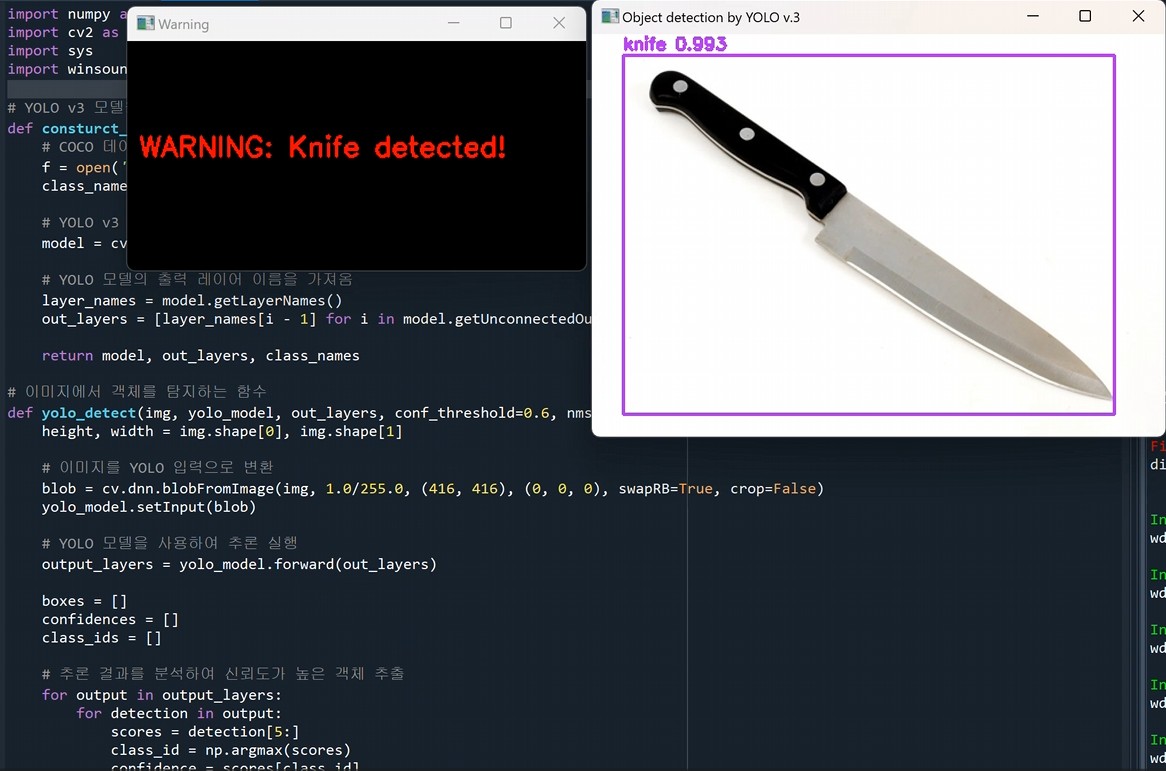 import numpy a
import cv2 as
import sys
import winsoun
# YOLO v3 모델
def consturct_
# COCO 데이
f = open('
class_name
# YOLO v3
model = cv
# YOLO 모델의 출력 레이어 이름을 가져옴
layer_names = model.getLayerNames()
out_layers = [layer_names[i - 1] for i in model.getUnconnectedOu
return model, out_layers, class_names
# 이미지에서 객체를 탐지하는 함수
def yolo_detect(img, yolo_model, out_layers, conf_threshold=0.6, nms
height, width = img.shape[0], img.shape[1]
# 이미지를 YOLO 입력으로 변환
blob = cv.dnn.blobFromImage(img, 1.0/255.0, (416, 416), (0, 0, 0), swapRB=True, crop=False)
yolo_model.setInput(blob)
# YOLO 모델을 사용하여 추론 실행
output_layers = yolo_model.forward(out_layers)
boxes = []
confidences = []
class_ids = []
# 추론 결과를 분석하여 신뢰도가 높은 객체 추출
for output in output_layers:
for detection in output:
scores = detection[5:]
class_id = np.argmax(scores)
confidence = scores[class_id]
Warning
WARNING: Knife detected!
Object detection by YOLO v.3
knife 0.993
Fi
di
In
wd
In
wd
In
wd
In
wd
In
wd